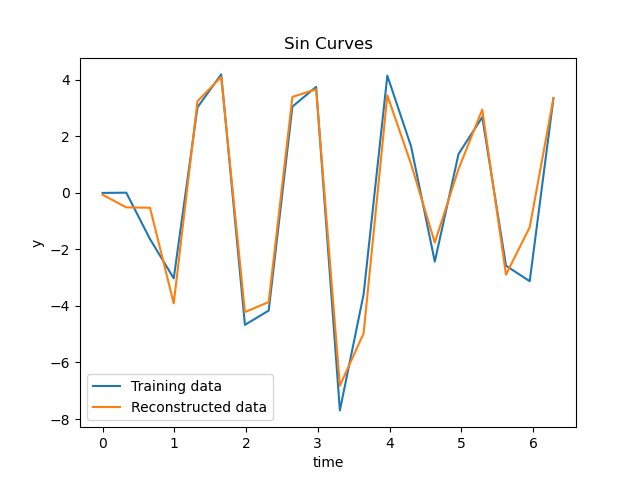 Sin Curves
4
2
0
−2
−4
−6
−8
y
Training data
Reconstructed data
0 1 2 3 4 5 6
time